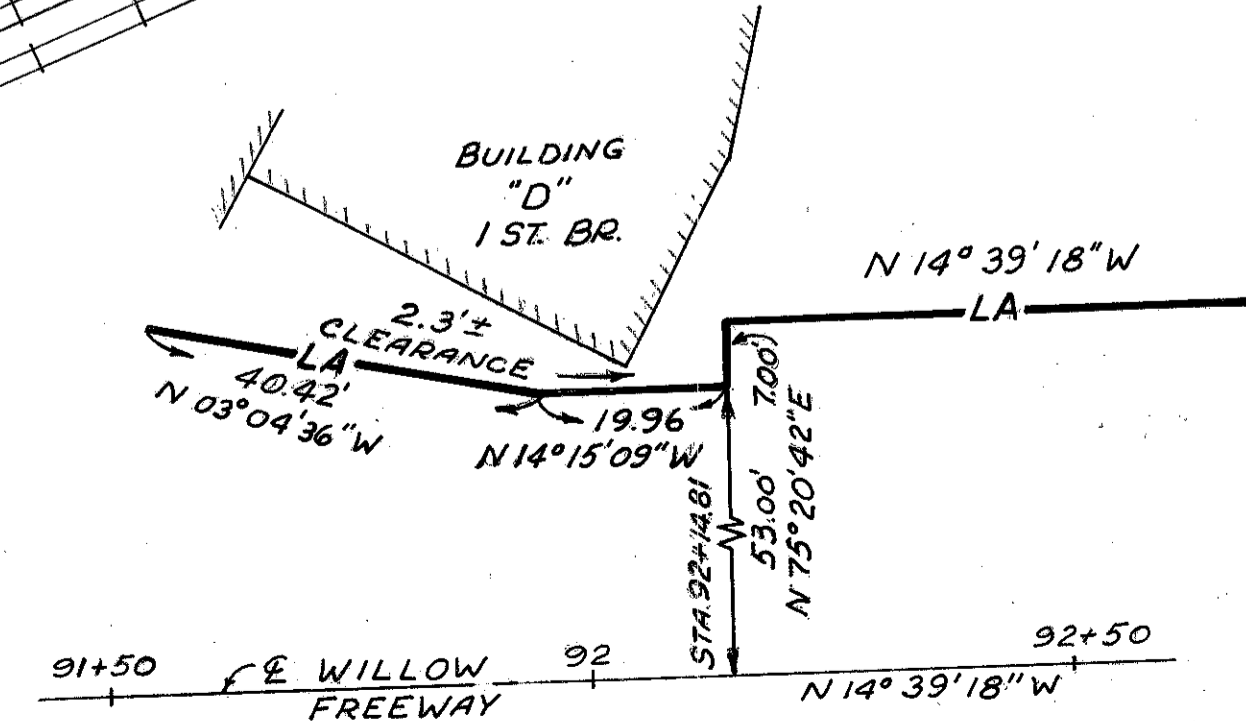 BUILDING
"D"
1 ST. BR.
N 14° 39' 18" W
LA
2.3'±
CLEARANCE
LA
40.42'
N 03° 04' 36" W
19.96
N 14° 15' 09" W
7.00'
53.00'
N 75° 20' 42" E
STA. 92+14.81
91+50
℄ WILLOW
FREEWAY
92
92+50
N 14° 39' 18" W